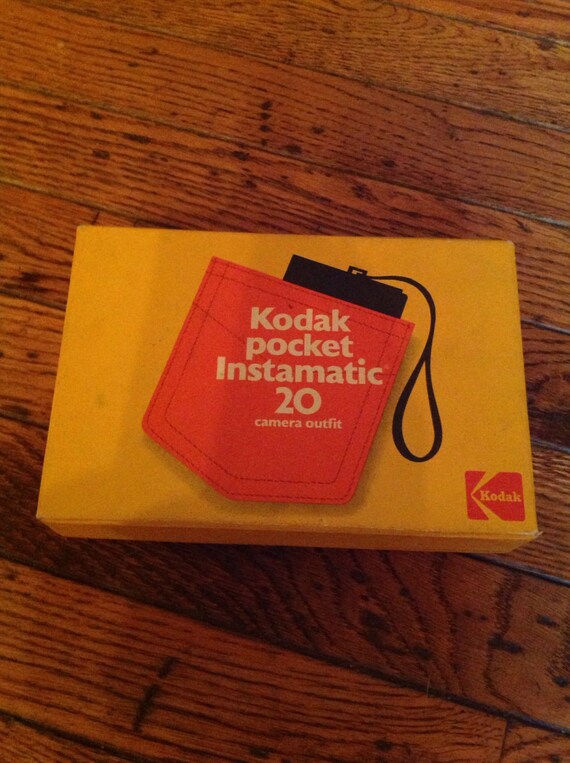 Kodak
pocket
Instamatic®
20
camera outfit
Kodak